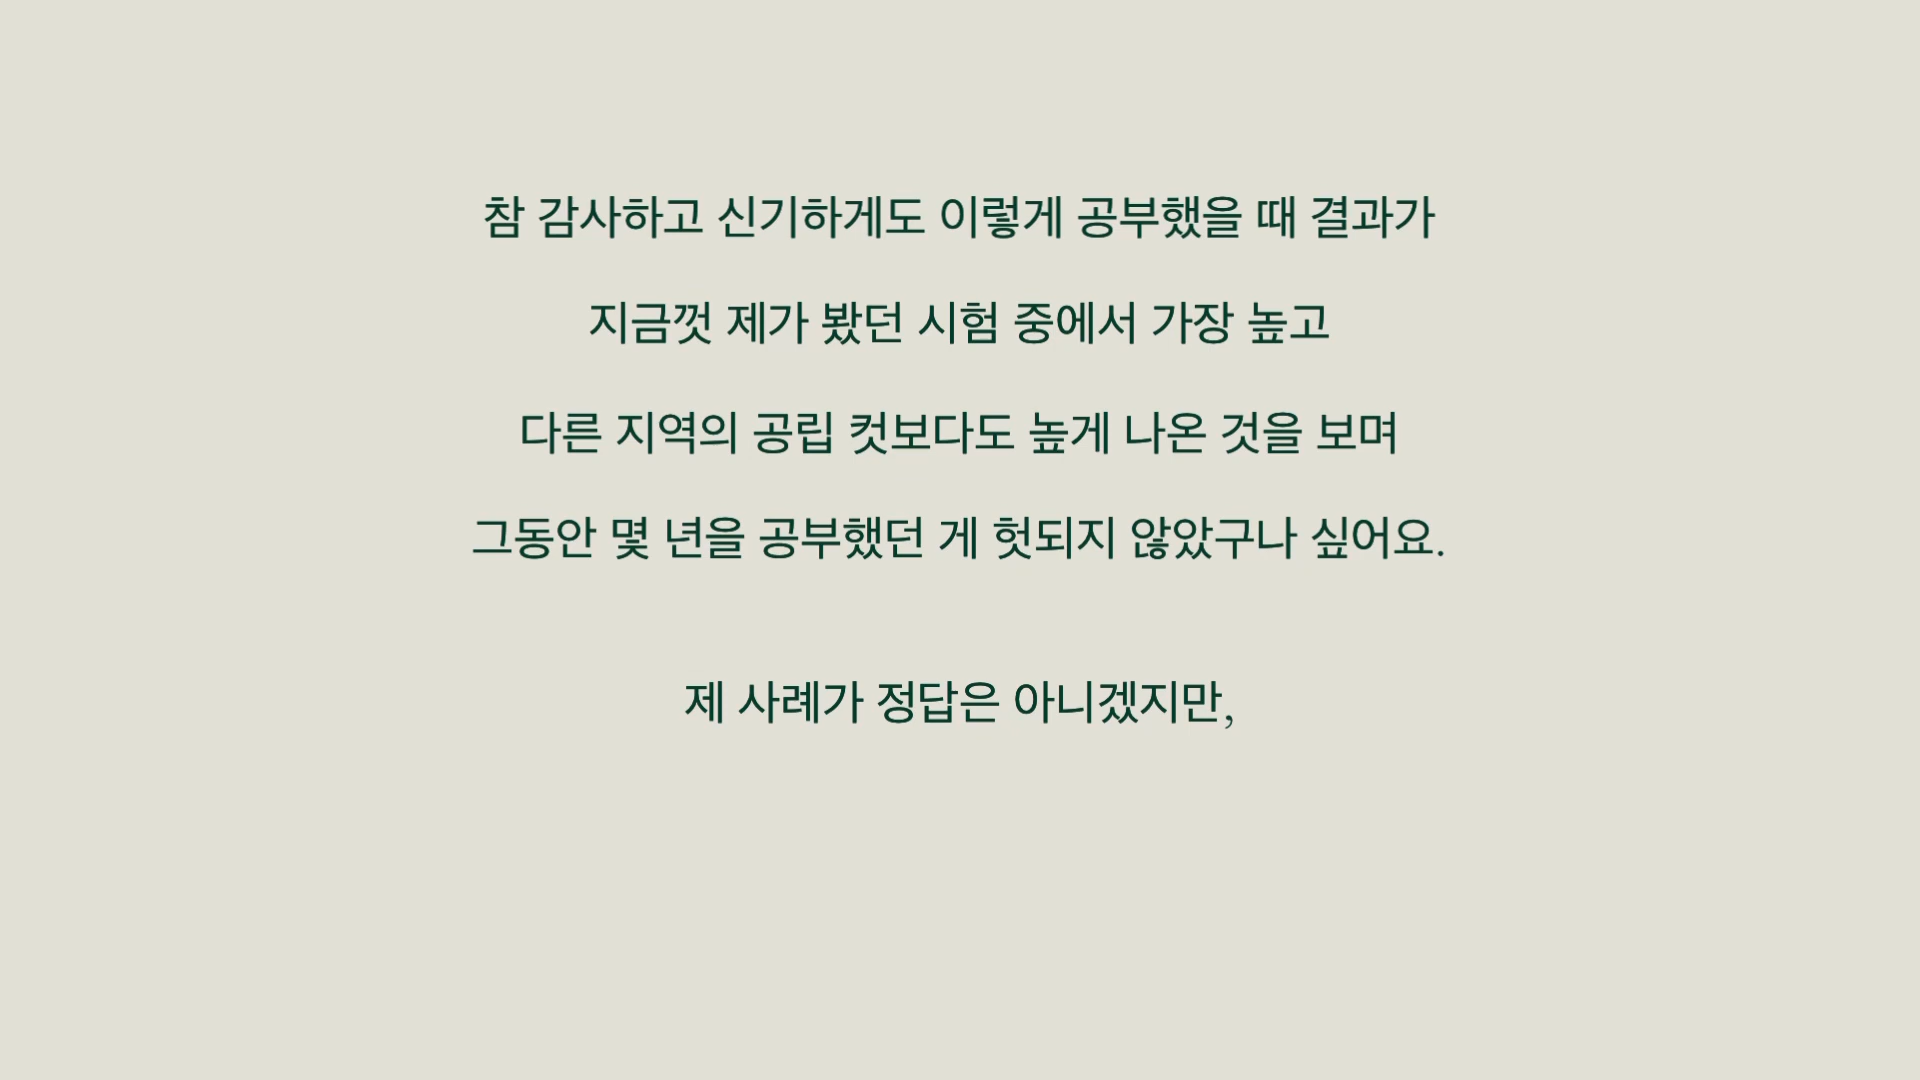 참 감사하고 신기하게도 이렇게 공부했을 때 결과가
지금껏 제가 봤던 시험 중에서 가장 높고
다른 지역의 공립 컷보다도 높게 나온 것을 보며
그동안 몇 년을 공부했던 게 헛되지 않았구나 싶어요.
제 사례가 정답은 아니겠지만,